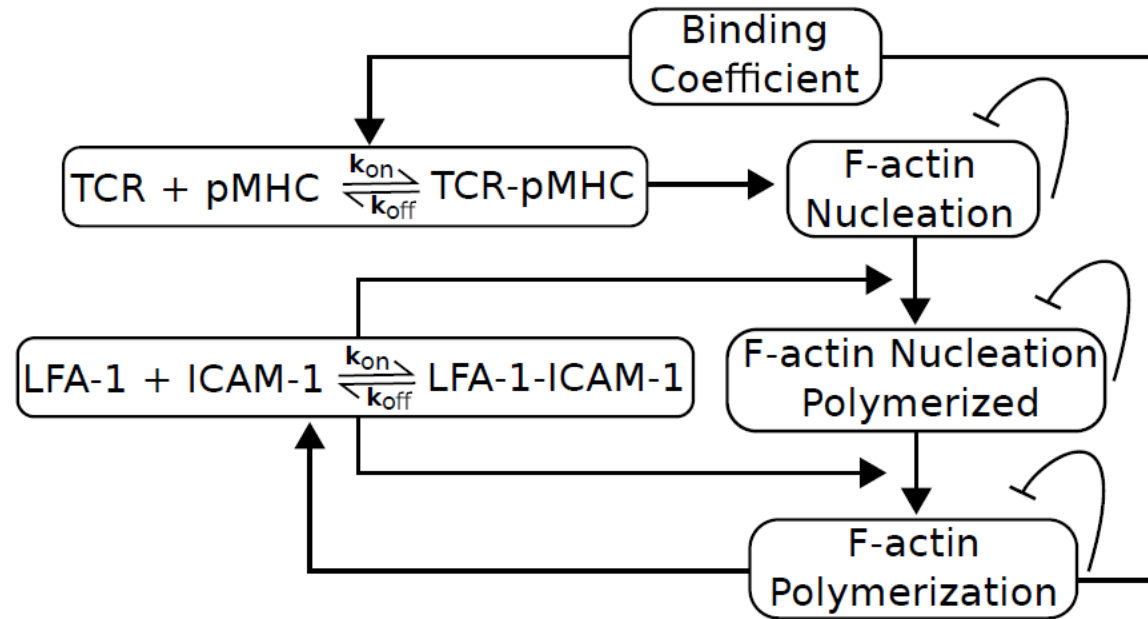 Binding
Coefficient
TCR + pMHC kon koff TCR-pMHC
F-actin
Nucleation
LFA-1 + ICAM-1 kon koff LFA-1-ICAM-1
F-actin Nucleation
Polymerized
F-actin
Polymerization